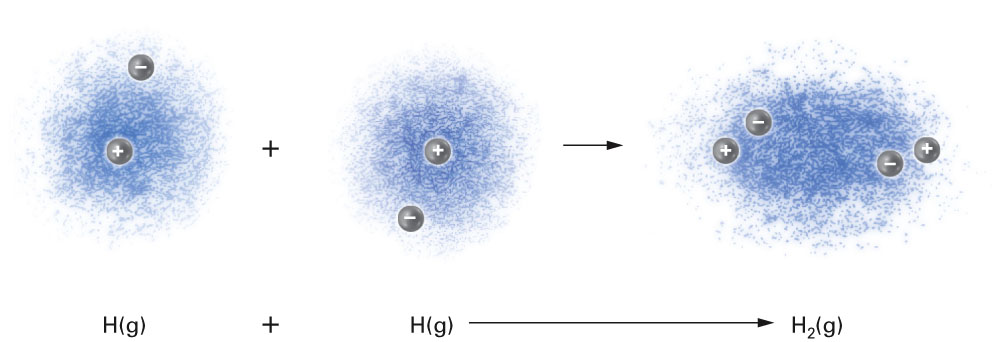 − − + + + − − + +
H(g) + H(g) ⟶ H₂(g)